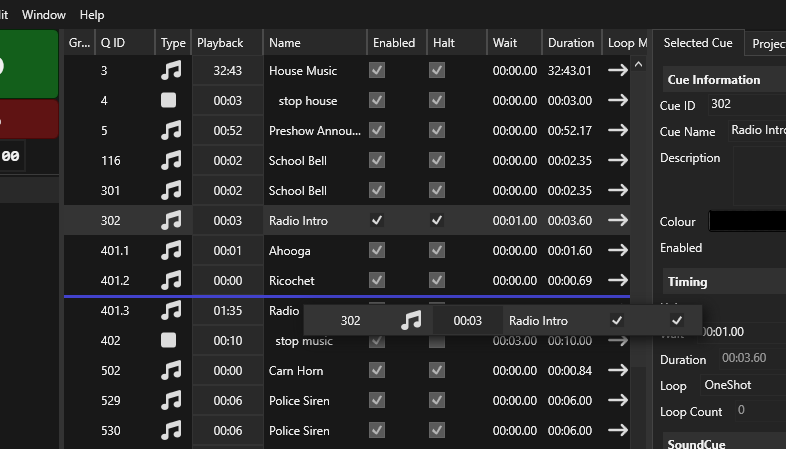 it Window Help
Gr... Q ID Type Playback Name Enabled Halt Wait Duration Loop M
3 32:43 House Music 00:00.00 32:43.01
4 00:03 stop house 00:00.00 00:03.00
5 00:52 Preshow Annou... 00:00.00 00:52.17
116 00:02 School Bell 00:00.00 00:02.35
301 00:02 School Bell 00:00.00 00:02.35
302 00:03 Radio Intro 00:01.00 00:03.60
401.1 00:01 Ahooga 00:00.00 00:01.60
401.2 00:00 Ricochet 00:00.00 00:00.69
401.3 01:35 Radio
302 00:03 Radio Intro
402 00:10 stop music 00:03.00 00:10.00
502 00:00 Carn Horn 00:00.00 00:00.84
529 00:06 Police Siren 00:00.00 00:06.00
530 00:06 Police Siren 00:00.00 00:06.00
00
Selected Cue Project
Cue Information
Cue ID 302
Cue Name Radio Intro
Description
Colour
Enabled
Timing
Wait 00:01.00
Duration 00:03.60
Loop OneShot
Loop Count 0
SoundCue